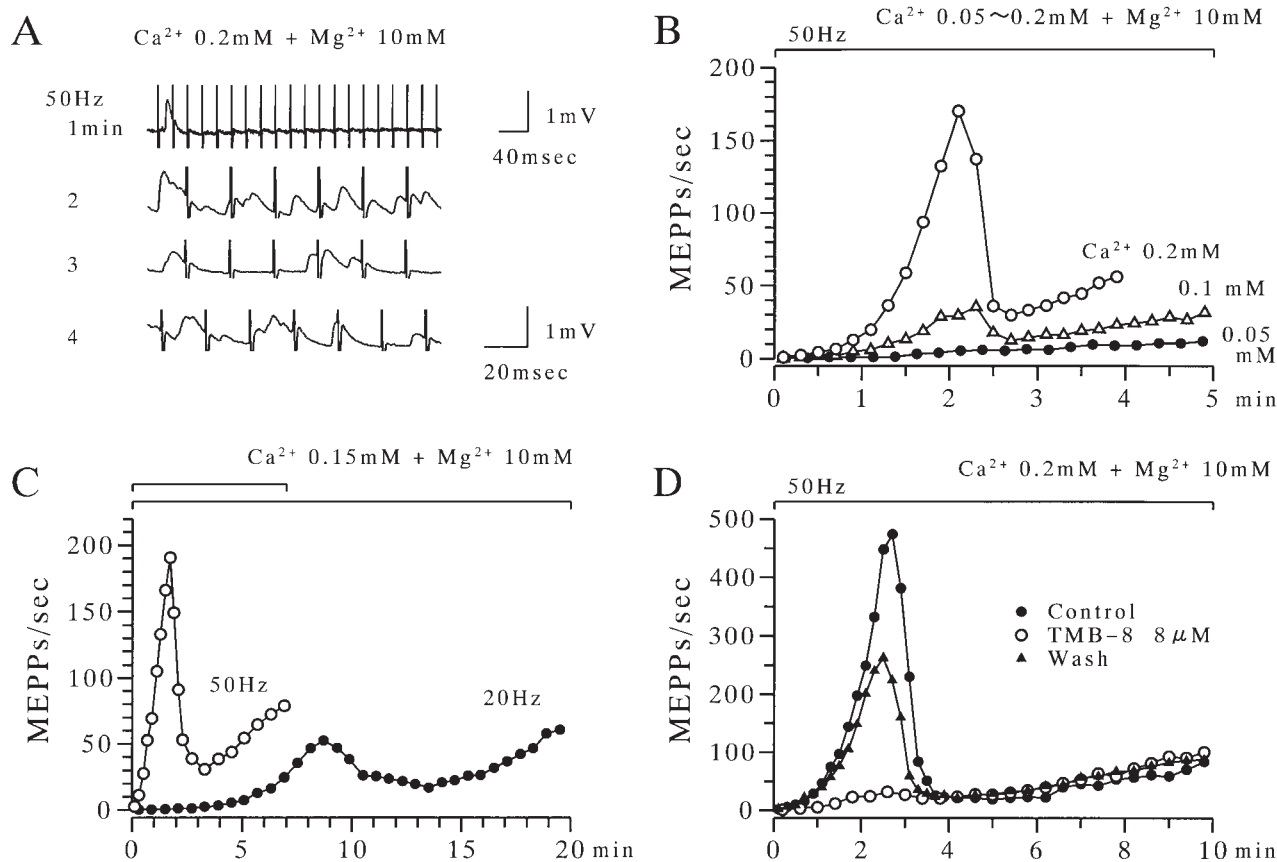 A
Ca²⁺ 0.2mM + Mg²⁺ 10mM
50Hz
1min
1mV
40msec
2
3
4
1mV
20msec
B
Ca²⁺ 0.05~0.2mM + Mg²⁺ 10mM
50Hz
MEPPs/sec
200
150
100
50
0
Ca²⁺ 0.2mM
0.1 mM
0.05
mM
0 1 2 3 4 5 min
C
Ca²⁺ 0.15mM + Mg²⁺ 10mM
MEPPs/sec
200
150
100
50
0
50Hz
20Hz
0 5 10 15 20 min
D
Ca²⁺ 0.2mM + Mg²⁺ 10mM
50Hz
MEPPs/sec
500
400
300
200
100
0
Control
TMB-8 8μM
Wash
0 2 4 6 8 10 min